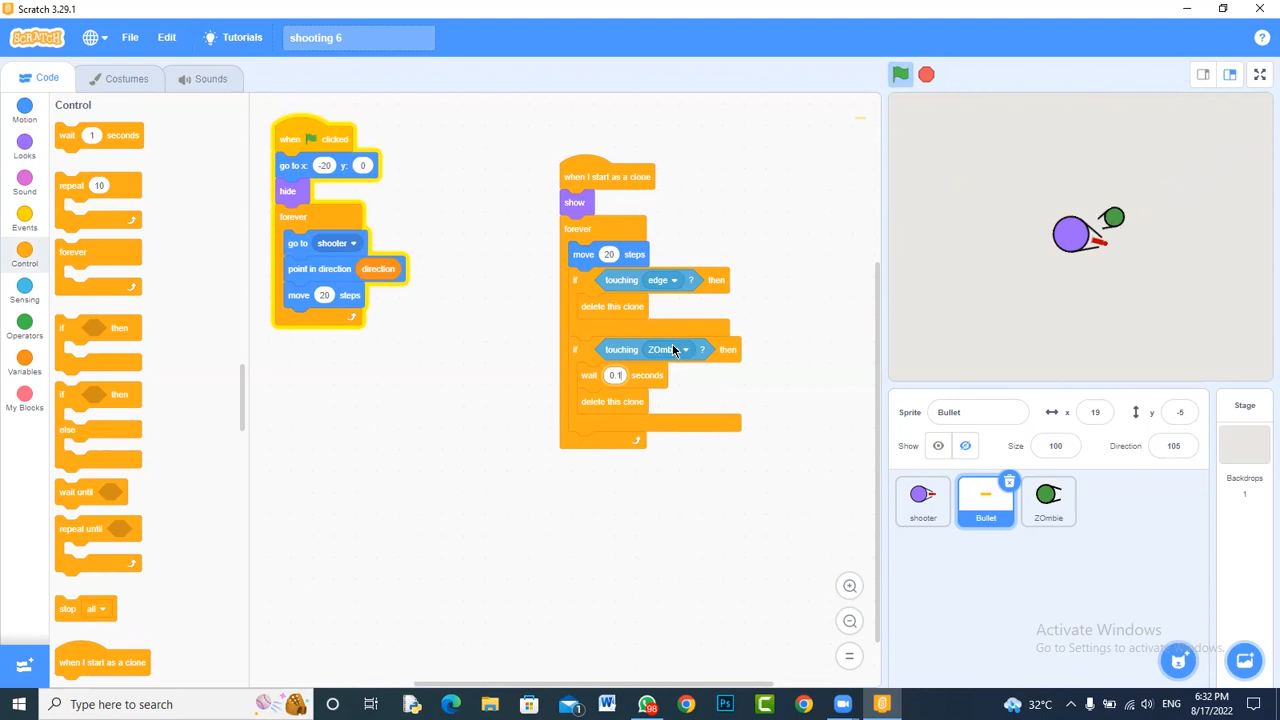 Scratch 3.29.1
SCRATCH
File
Edit
Tutorials
shooting 6
Code
Costumes
Sounds
Motion
Looks
Sound
Events
Control
Sensing
Operators
Variables
My Blocks
Control
wait 1 seconds
repeat 10
forever
if then
if then
else
wait until
repeat until
stop all
when I start as a clone
when clicked
go to x: -20 y: 0
hide
forever
go to shooter
point in direction direction
move 20 steps
when I start as a clone
show
forever
move 20 steps
if touching edge ? then
delete this clone
if touching ZOmb ? then
wait 0.1 seconds
delete this clone
Sprite Bullet x 19 y -5
Show Size 100 Direction 105
shooter
Bullet
ZOmbie
Stage
Backdrops
1
Activate Windows
Go to Settings to activate Windows.
Type here to search
98
1
W
Ps
32°C
ENG
6:32 PM
8/17/2022